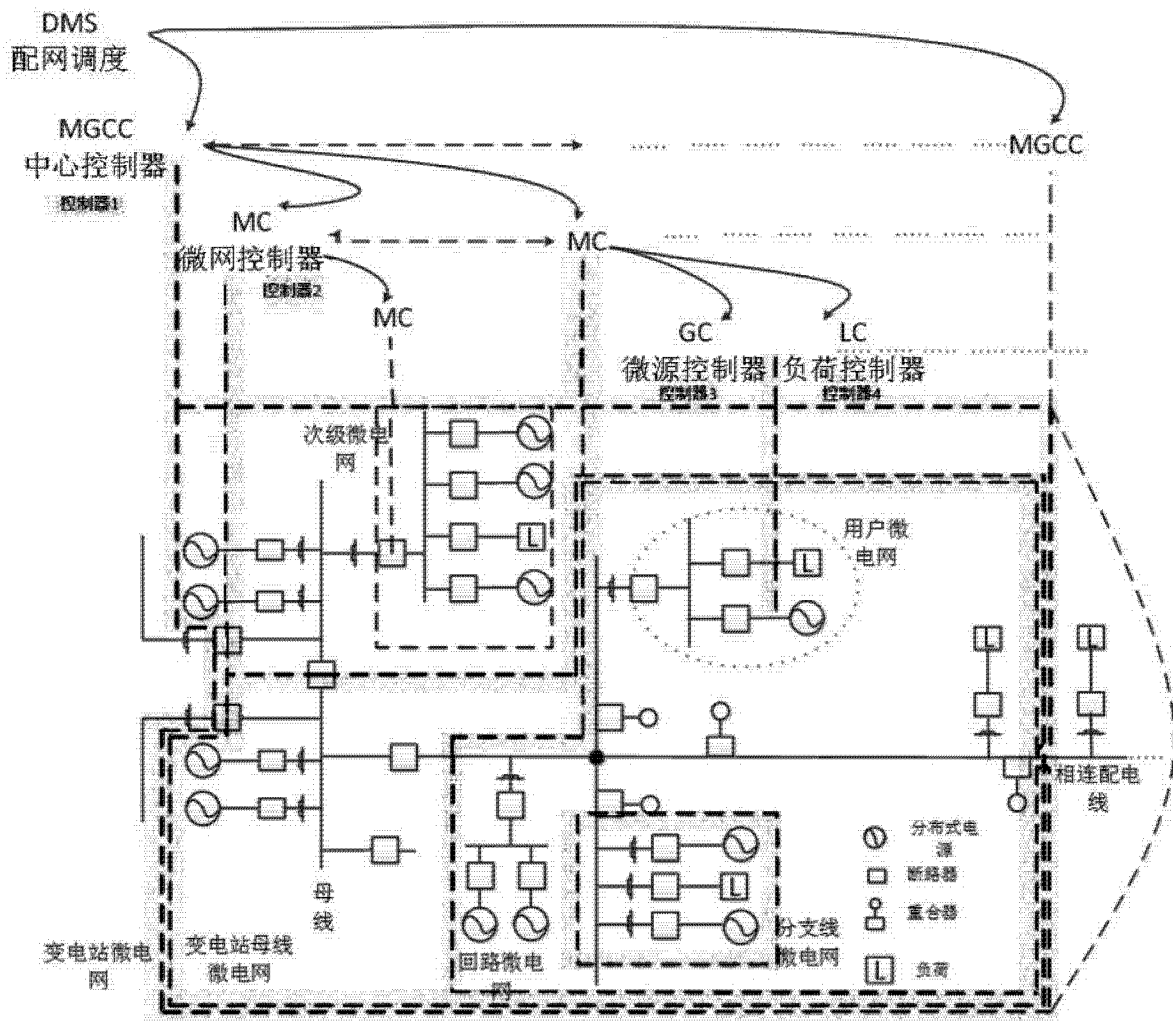 DMS
配网调度
MGCC
中心控制器
控制器1
MGCC
MC
微网控制器
控制器2
MC
MC
GC
微源控制器
控制器3
LC
负荷控制器
控制器4
次级微电
网
L
用户微
电网
L
L
L
相连配电
线
母
线
变电站微电
网
变电站母线
微电网
回路微电
网
L
分支线
微电网
分布式电
源
断路器
重合器
L
负荷